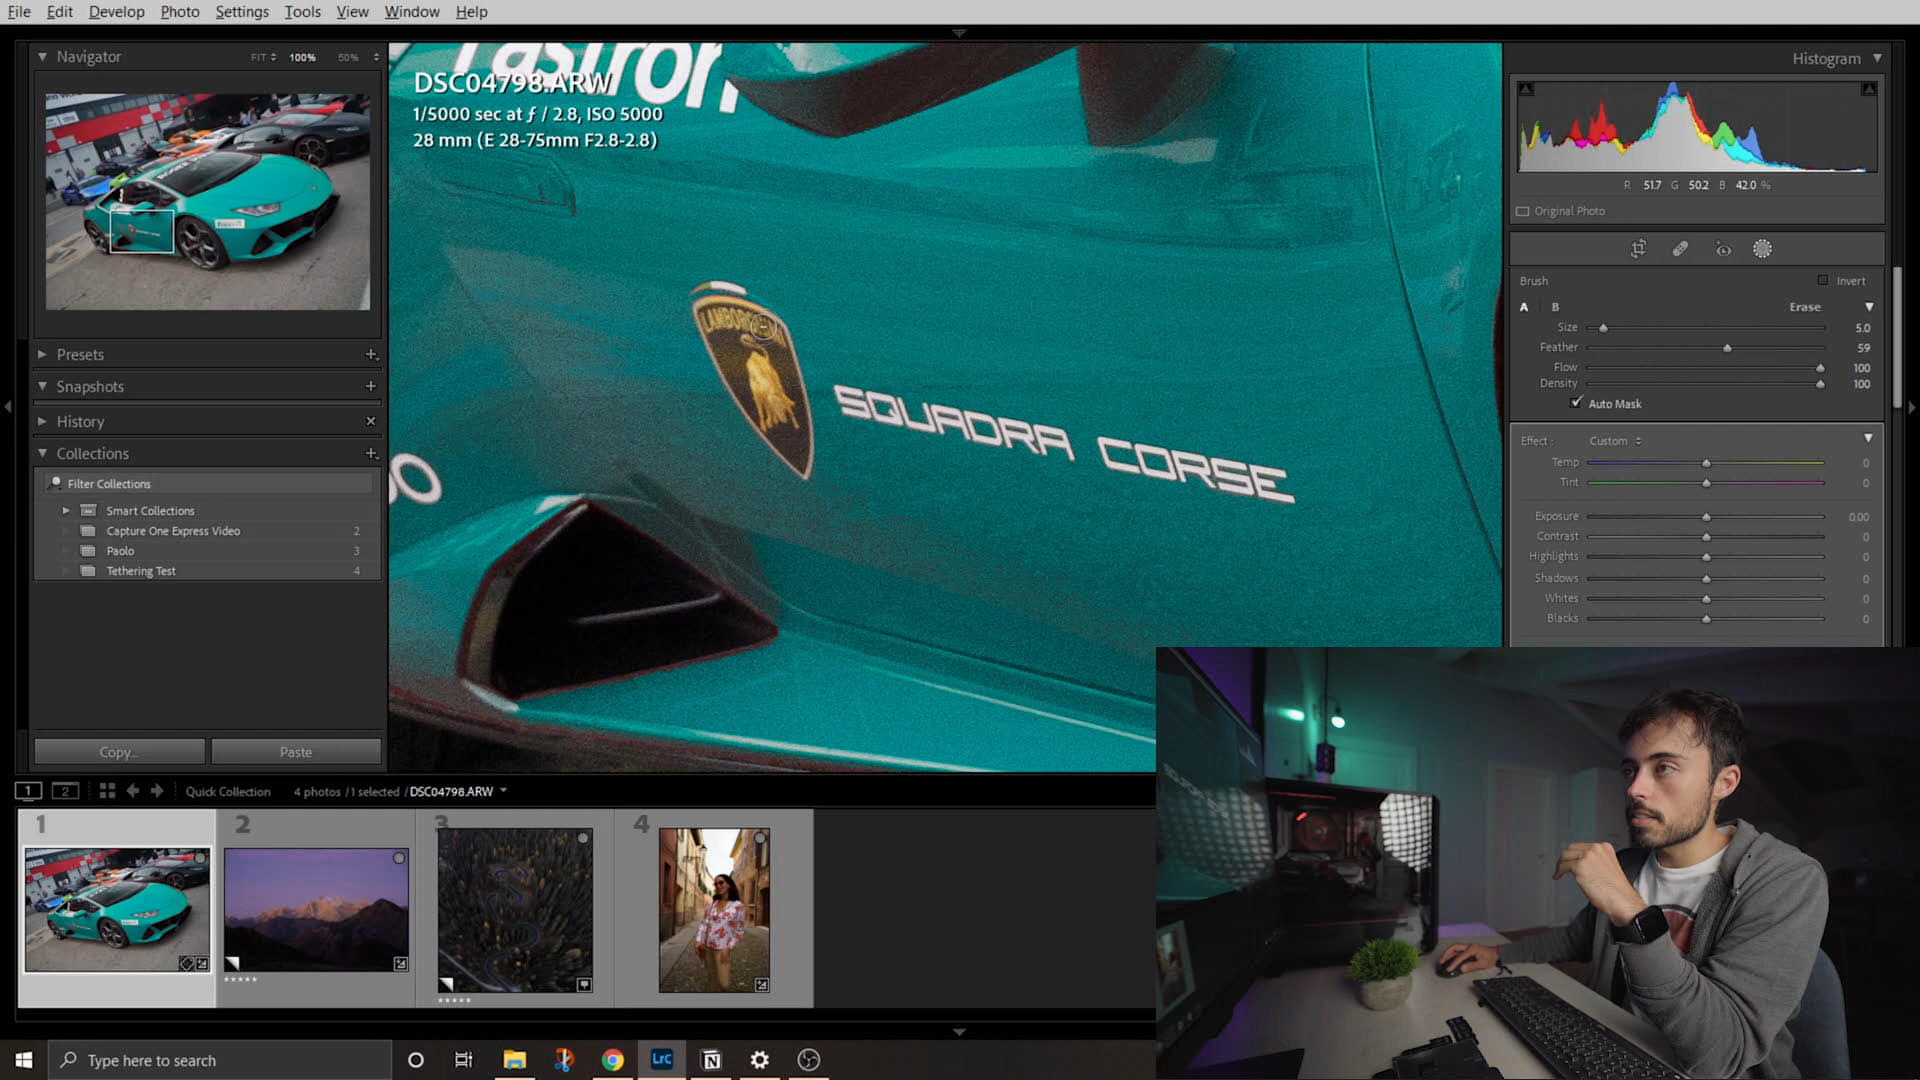 File Edit Develop Photo Settings Tools View Window Help
Navigator FIT 100% 50%
Presets
Snapshots
History
Collections
Filter Collections
Smart Collections
Capture One Express Video 2
Paolo 3
Tethering Test 4
Copy... Paste
DSC04798.ARW
1/5000 sec at ƒ / 2.8, ISO 5000
28 mm (E 28-75mm F2.8-2.8)
SQUADRA CORSE
Histogram
R 51.7 G 50.2 B 42.0 %
Original Photo
Brush Invert
A B Erase
Size 5.0
Feather 59
Flow 100
Density 100
Auto Mask
Effect : Custom
Temp 0
Tint 0
Exposure 0.00
Contrast 0
Highlights 0
Shadows 0
Whites 0
Blacks 0
1 2 Quick Collection 4 photos / 1 selected / DSC04798.ARW
1 2 3 4
Type here to search
LrC